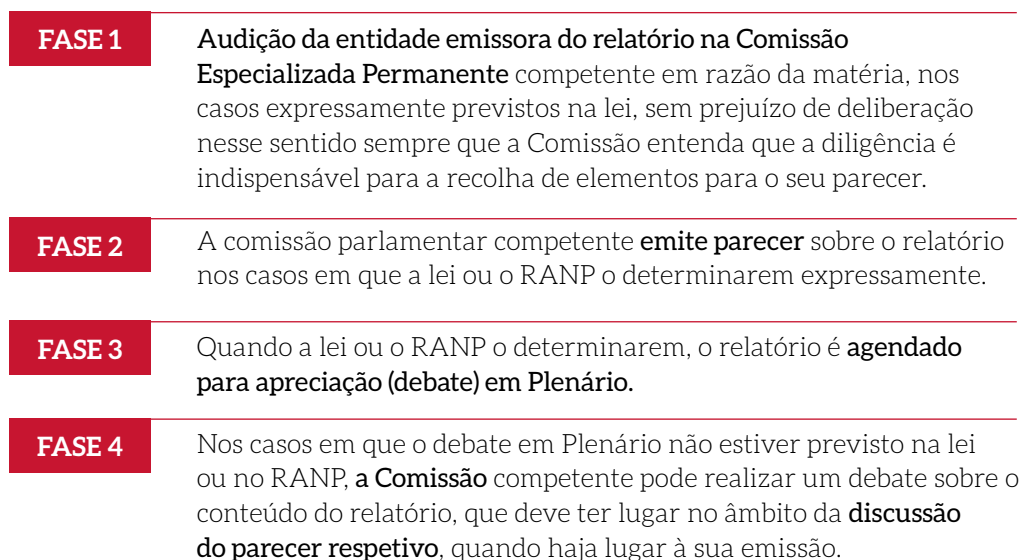 FASE 1
Audição da entidade emissora do relatório na Comissão
Especializada Permanente competente em razão da matéria, nos
casos expressamente previstos na lei, sem prejuízo de deliberação
nesse sentido sempre que a Comissão entenda que a diligência é
indispensável para a recolha de elementos para o seu parecer.
FASE 2
A comissão parlamentar competente emite parecer sobre o relatório
nos casos em que a lei ou o RANP o determinarem expressamente.
FASE 3
Quando a lei ou o RANP o determinarem, o relatório é agendado
para apreciação (debate) em Plenário.
FASE 4
Nos casos em que o debate em Plenário não estiver previsto na lei
ou no RANP, a Comissão competente pode realizar um debate sobre o
conteúdo do relatório, que deve ter lugar no âmbito da discussão
do parecer respetivo, quando haja lugar à sua emissão.